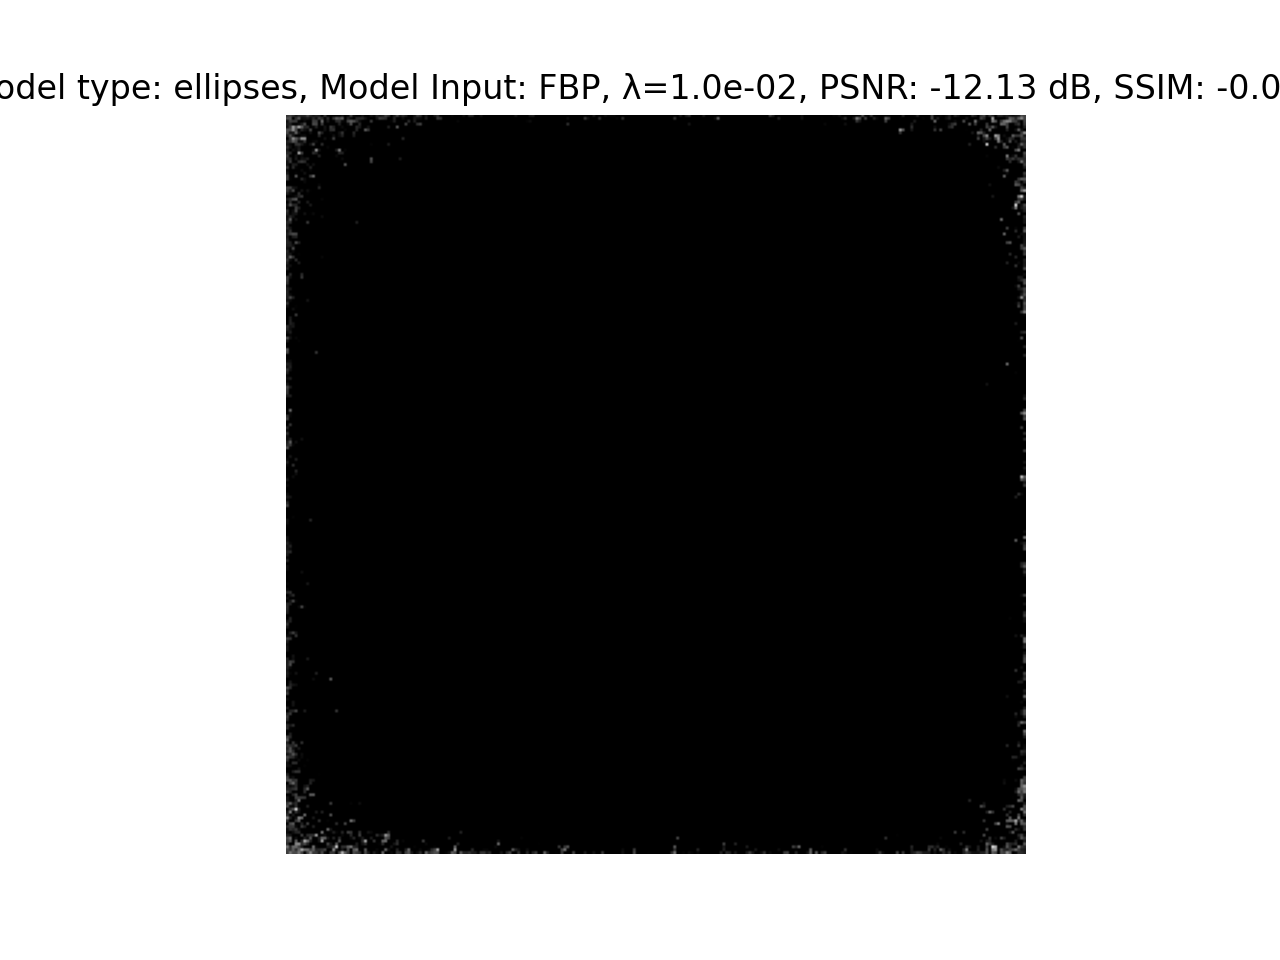 odel type: ellipses, Model Input: FBP, λ=1.0e-02, PSNR: -12.13 dB, SSIM: -0.0